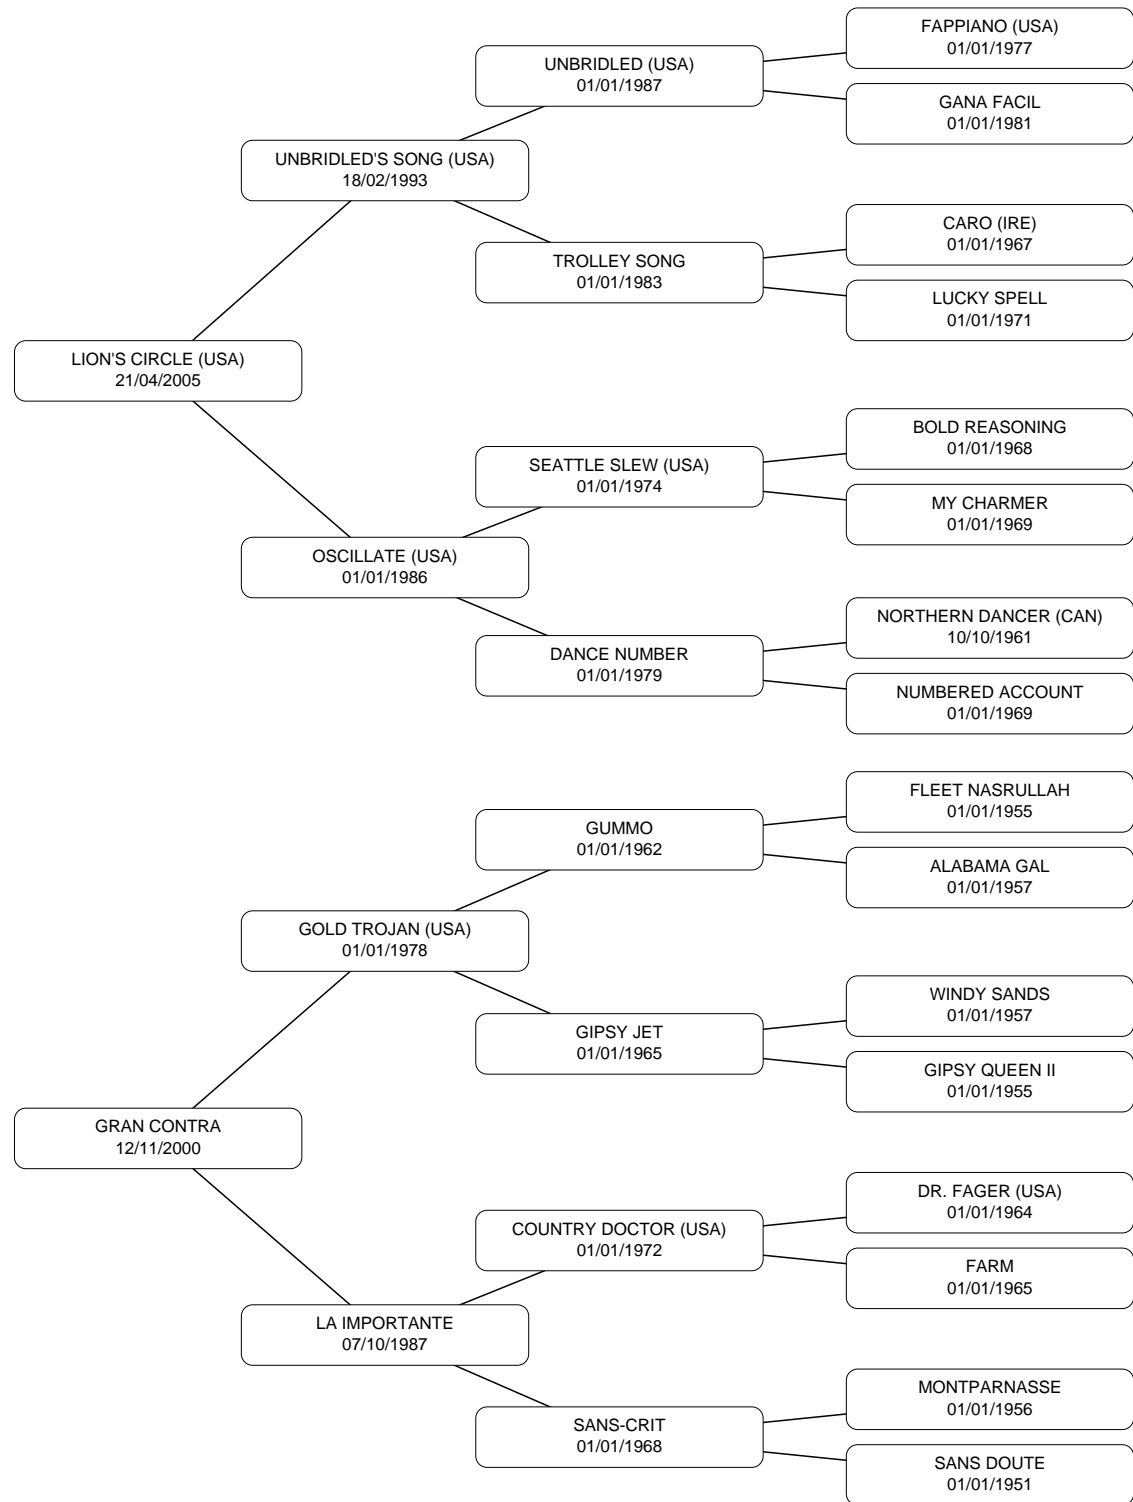 FAPPIANO (USA)
01/01/1977
UNBRIDLED (USA)
01/01/1987
GANA FACIL
01/01/1981
UNBRIDLED'S SONG (USA)
18/02/1993
CARO (IRE)
01/01/1967
TROLLEY SONG
01/01/1983
LUCKY SPELL
01/01/1971
LION'S CIRCLE (USA)
21/04/2005
BOLD REASONING
01/01/1968
SEATTLE SLEW (USA)
01/01/1974
MY CHARMER
01/01/1969
OSCILLATE (USA)
01/01/1986
NORTHERN DANCER (CAN)
10/10/1961
DANCE NUMBER
01/01/1979
NUMBERED ACCOUNT
01/01/1969
FLEET NASRULLAH
01/01/1955
GUMMO
01/01/1962
ALABAMA GAL
01/01/1957
GOLD TROJAN (USA)
01/01/1978
WINDY SANDS
01/01/1957
GIPSY JET
01/01/1965
GIPSY QUEEN II
01/01/1955
GRAN CONTRA
12/11/2000
DR. FAGER (USA)
01/01/1964
COUNTRY DOCTOR (USA)
01/01/1972
FARM
01/01/1965
LA IMPORTANTE
07/10/1987
MONTPARNASSE
01/01/1956
SANS-CRIT
01/01/1968
SANS DOUTE
01/01/1951